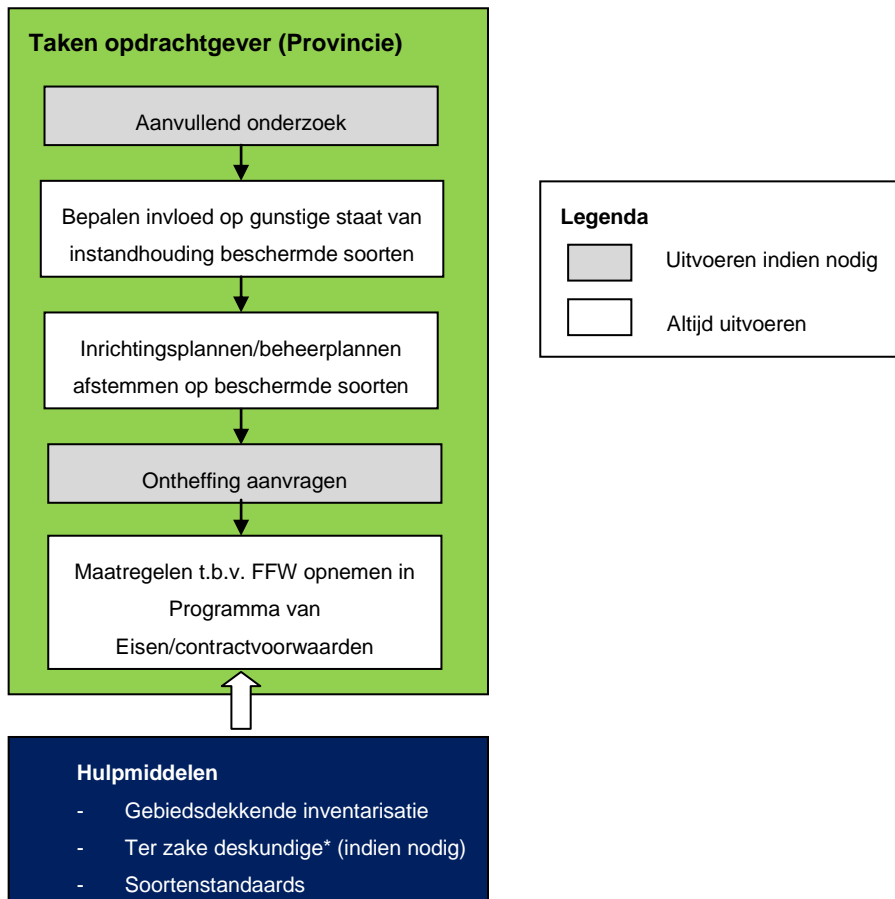 Taken opdrachtgever (Provincie)
Aanvullend onderzoek
Bepalen invloed op gunstige staat van
instandhouding beschermde soorten
Inrichtingsplannen/beheerplannen
afstemmen op beschermde soorten
Ontheffing aanvragen
Maatregelen t.b.v. FFW opnemen in
Programma van
Eisen/contractvoorwaarden
Legenda
Uitvoeren indien nodig
Altijd uitvoeren
Hulpmiddelen
- Gebiedsdekkende inventarisatie
- Ter zake deskundige* (indien nodig)
- Soortenstandaards